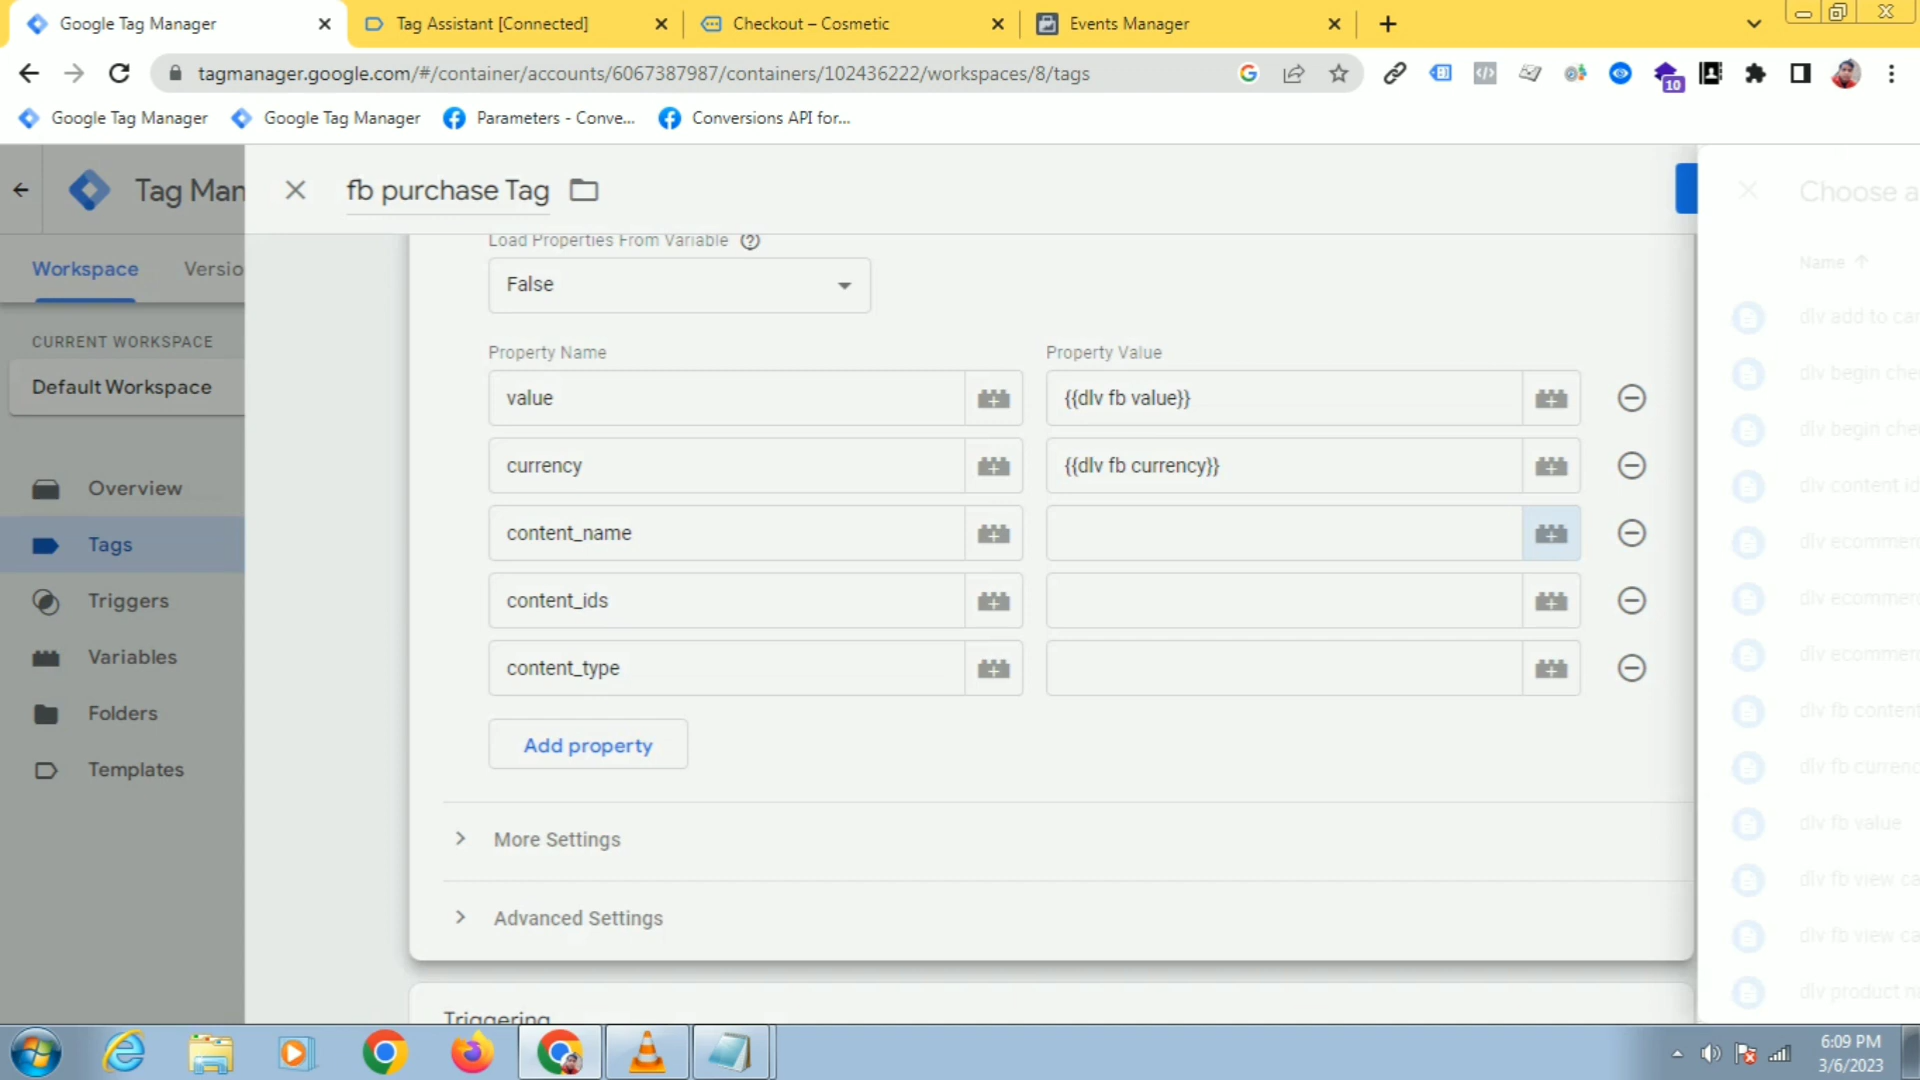 Google Tag Manager
Tag Assistant [Connected]
Checkout – Cosmetic
Events Manager
tagmanager.google.com/#/container/accounts/6067387987/containers/102436222/workspaces/8/tags
10
Google Tag Manager
Google Tag Manager
Parameters - Conve...
Conversions API for...
Tag Man
fb purchase Tag
Choose a
Workspace
Versio
Load Properties From Variable
False
Name
CURRENT WORKSPACE
Default Workspace
Property Name
Property Value
value
{{dlv fb value}}
currency
{{dlv fb currency}}
content_name
content_ids
content_type
Add property
More Settings
Advanced Settings
Triggering
Overview
Tags
Triggers
Variables
Folders
Templates
dlv add to car
dlv begin che
dlv begin che
dlv content id
dlv ecommer
dlv ecommer
dlv ecommer
dlv fb content
dlv fb currenc
dlv fb value
dlv fb view ca
dlv fb view ca
dlv product na
6:09 PM
3/6/2023